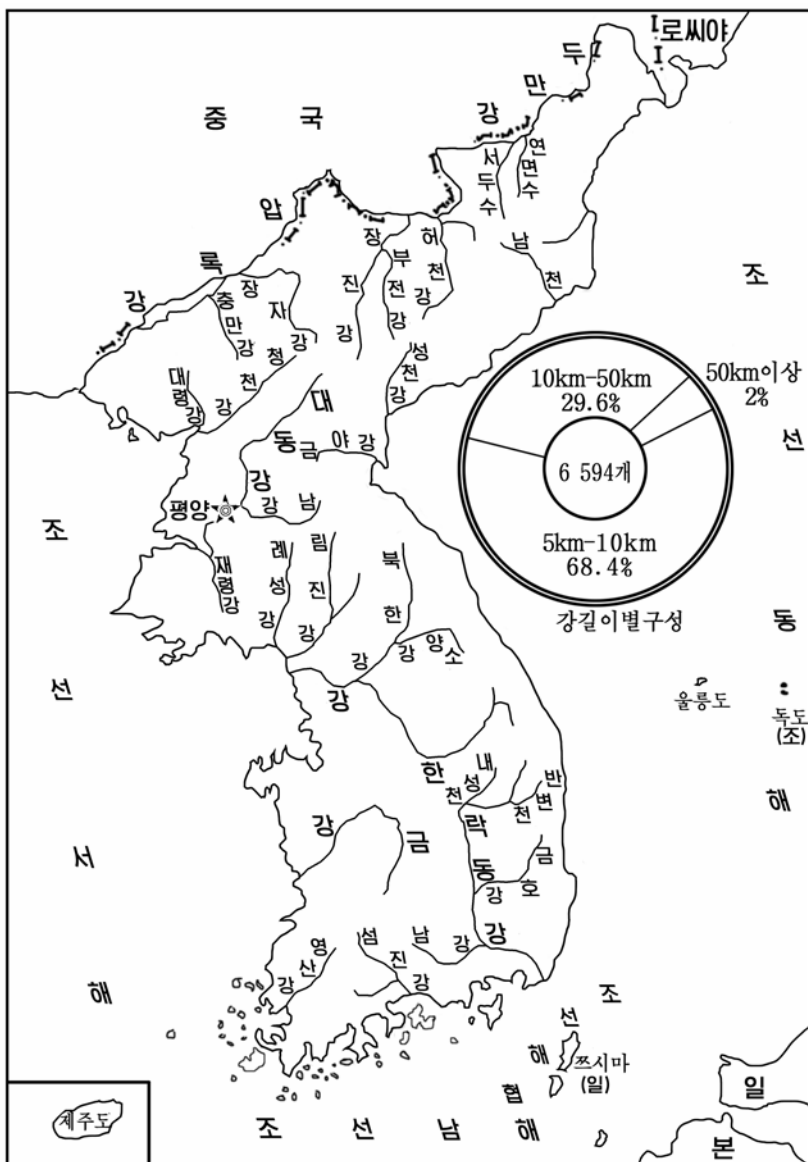 로씨야
중국
두만강
압록강
연면수
서두수
남천
허천강
부전강
장진강
장자강
충만강
청천강
대령강
성천강
대동강
금야강
남강
평양
재령강
례성강
림진강
북한강
소양강
한강
내성천
반변천
락동강
금호강
금강
남강
섬진강
영산강
조선동해
조선서해
조선남해
조선해협
10km-50km
29.6%
50km이상
2%
6 594개
5km-10km
68.4%
강길이별구성
울릉도
독도
(조)
쯔시마
(일)
일본
제주도